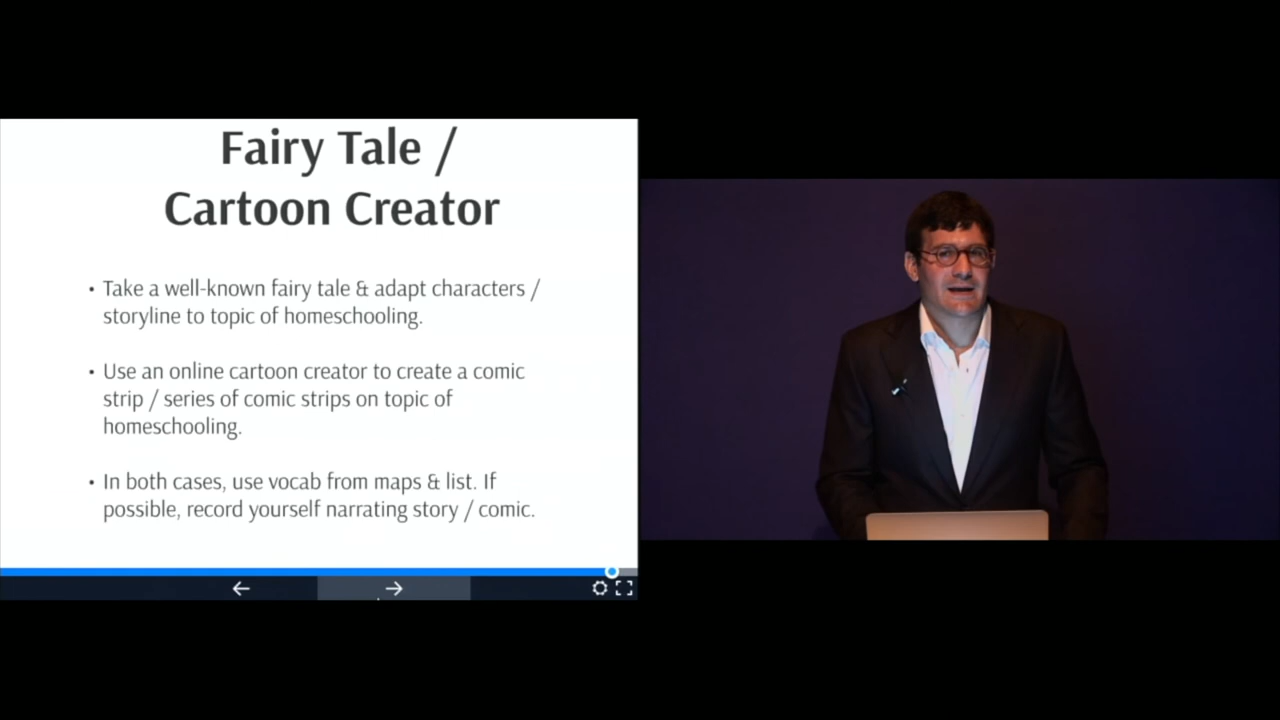 Fairy Tale /
Cartoon Creator
• Take a well-known fairy tale & adapt characters /
storyline to topic of homeschooling.
• Use an online cartoon creator to create a comic
strip / series of comic strips on topic of
homeschooling.
• In both cases, use vocab from maps & list. If
possible, record yourself narrating story / comic.